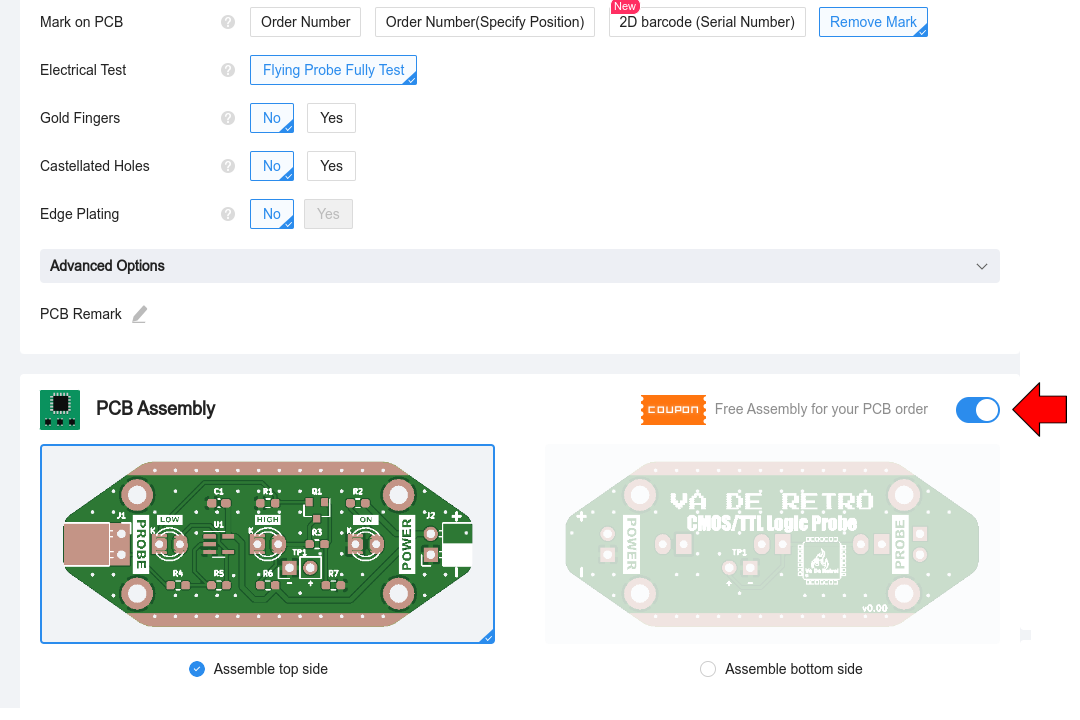 New
Mark on PCB Order Number Order Number(Specify Position) 2D barcode (Serial Number) Remove Mark
Electrical Test Flying Probe Fully Test
Gold Fingers No Yes
Castellated Holes No Yes
Edge Plating No Yes
Advanced Options
PCB Remark
PCB Assembly COUPON Free Assembly for your PCB order
C1 R1 Q1 R2
J1 LOW HIGH ON J2
PROBE K U1 K R3 K POWER
TP1
R4 R5 R6 - + R7
+ VA DE RETRO
CMOS/TTL Logic Probe
POWER TP1 PROBE
+ -
v0.00
Assemble top side Assemble bottom side